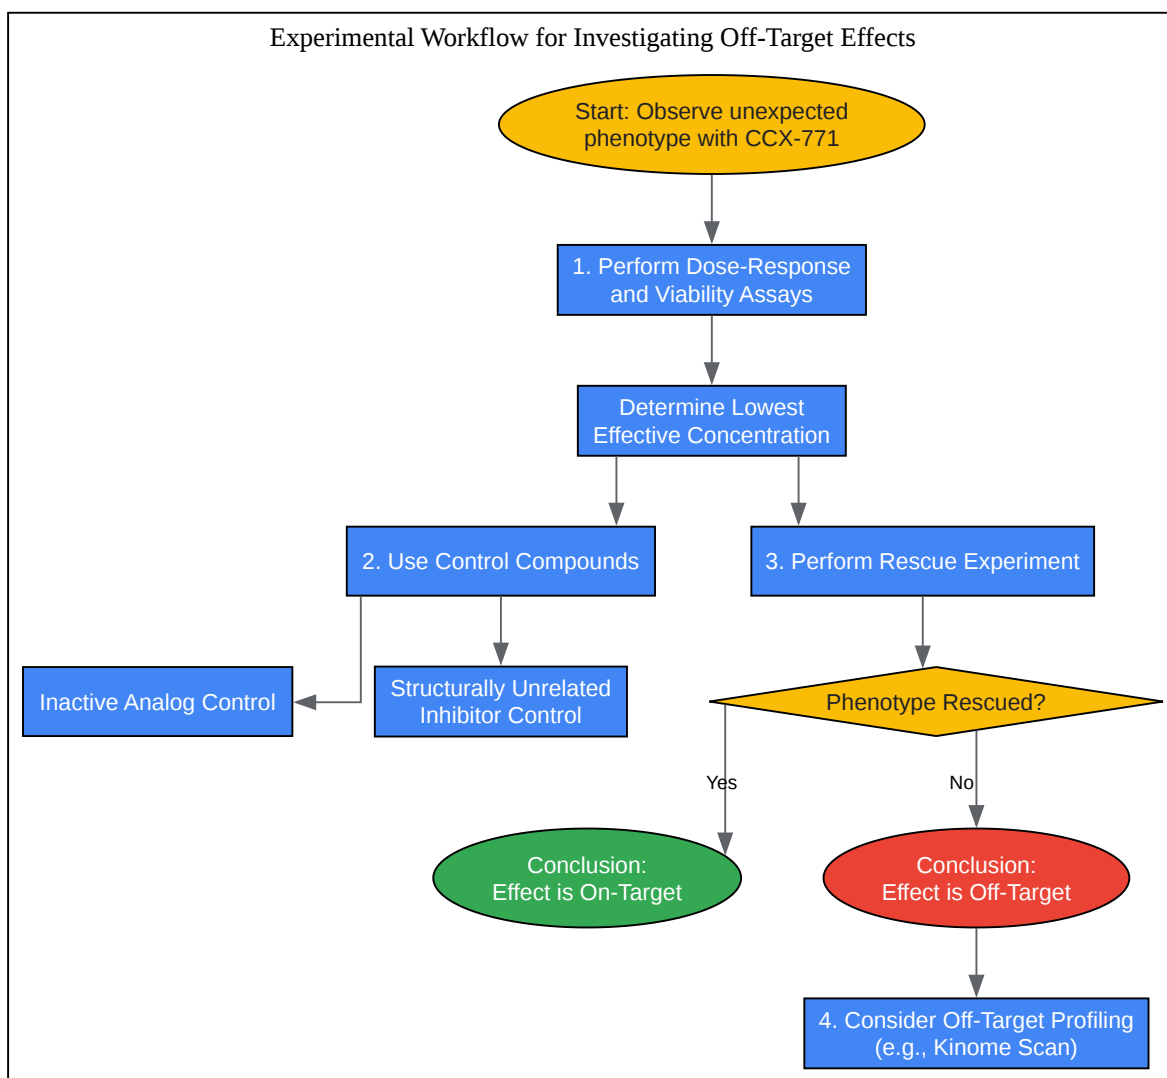 Experimental Workflow for Investigating Off-Target Effects
Start: Observe unexpected
phenotype with CCX-771
1. Perform Dose-Response
and Viability Assays
Determine Lowest
Effective Concentration
2. Use Control Compounds
3. Perform Rescue Experiment
Inactive Analog Control
Structurally Unrelated
Inhibitor Control
Phenotype Rescued?
Yes
No
Conclusion:
Effect is On-Target
Conclusion:
Effect is Off-Target
4. Consider Off-Target Profiling
(e.g., Kinome Scan)